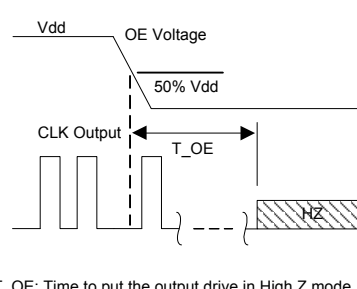 Vdd
OE Voltage
50% Vdd
CLK Output
T_OE
HZ
T_OE: Time to put the output drive in High Z mode